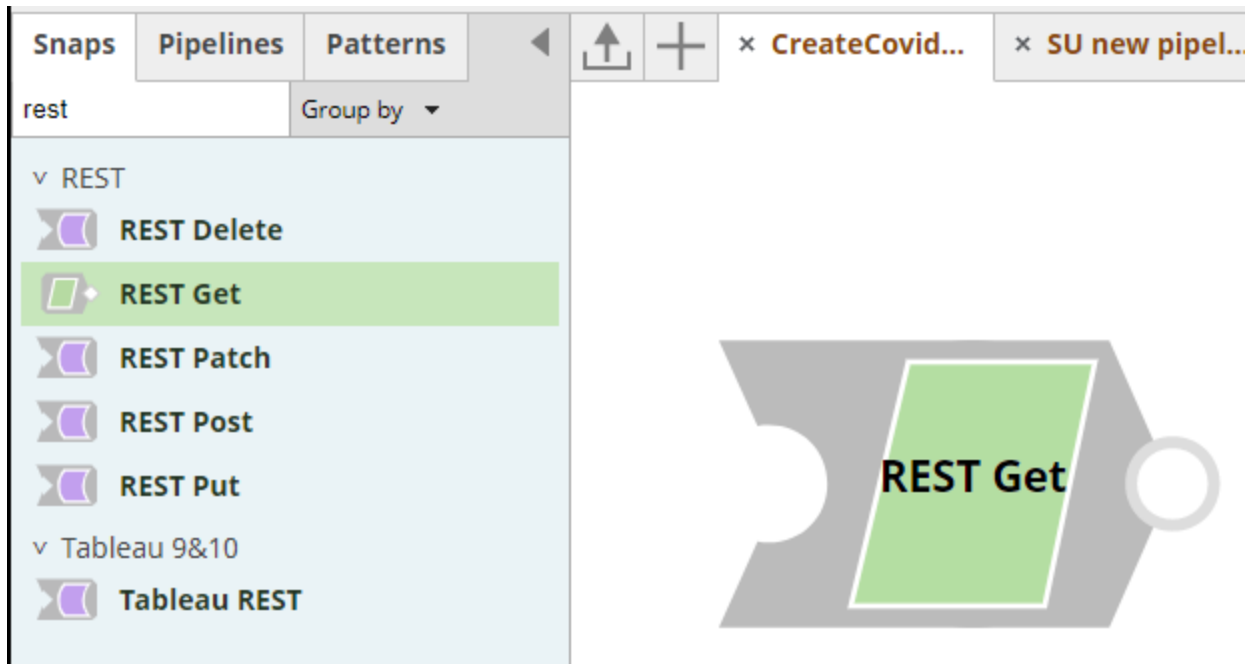 Snaps Pipelines Patterns × CreateCovid... × SU new pipel...
rest Group by
REST
REST Delete
REST Get
REST Patch
REST Post
REST Put
Tableau 9&10
Tableau REST
REST Get